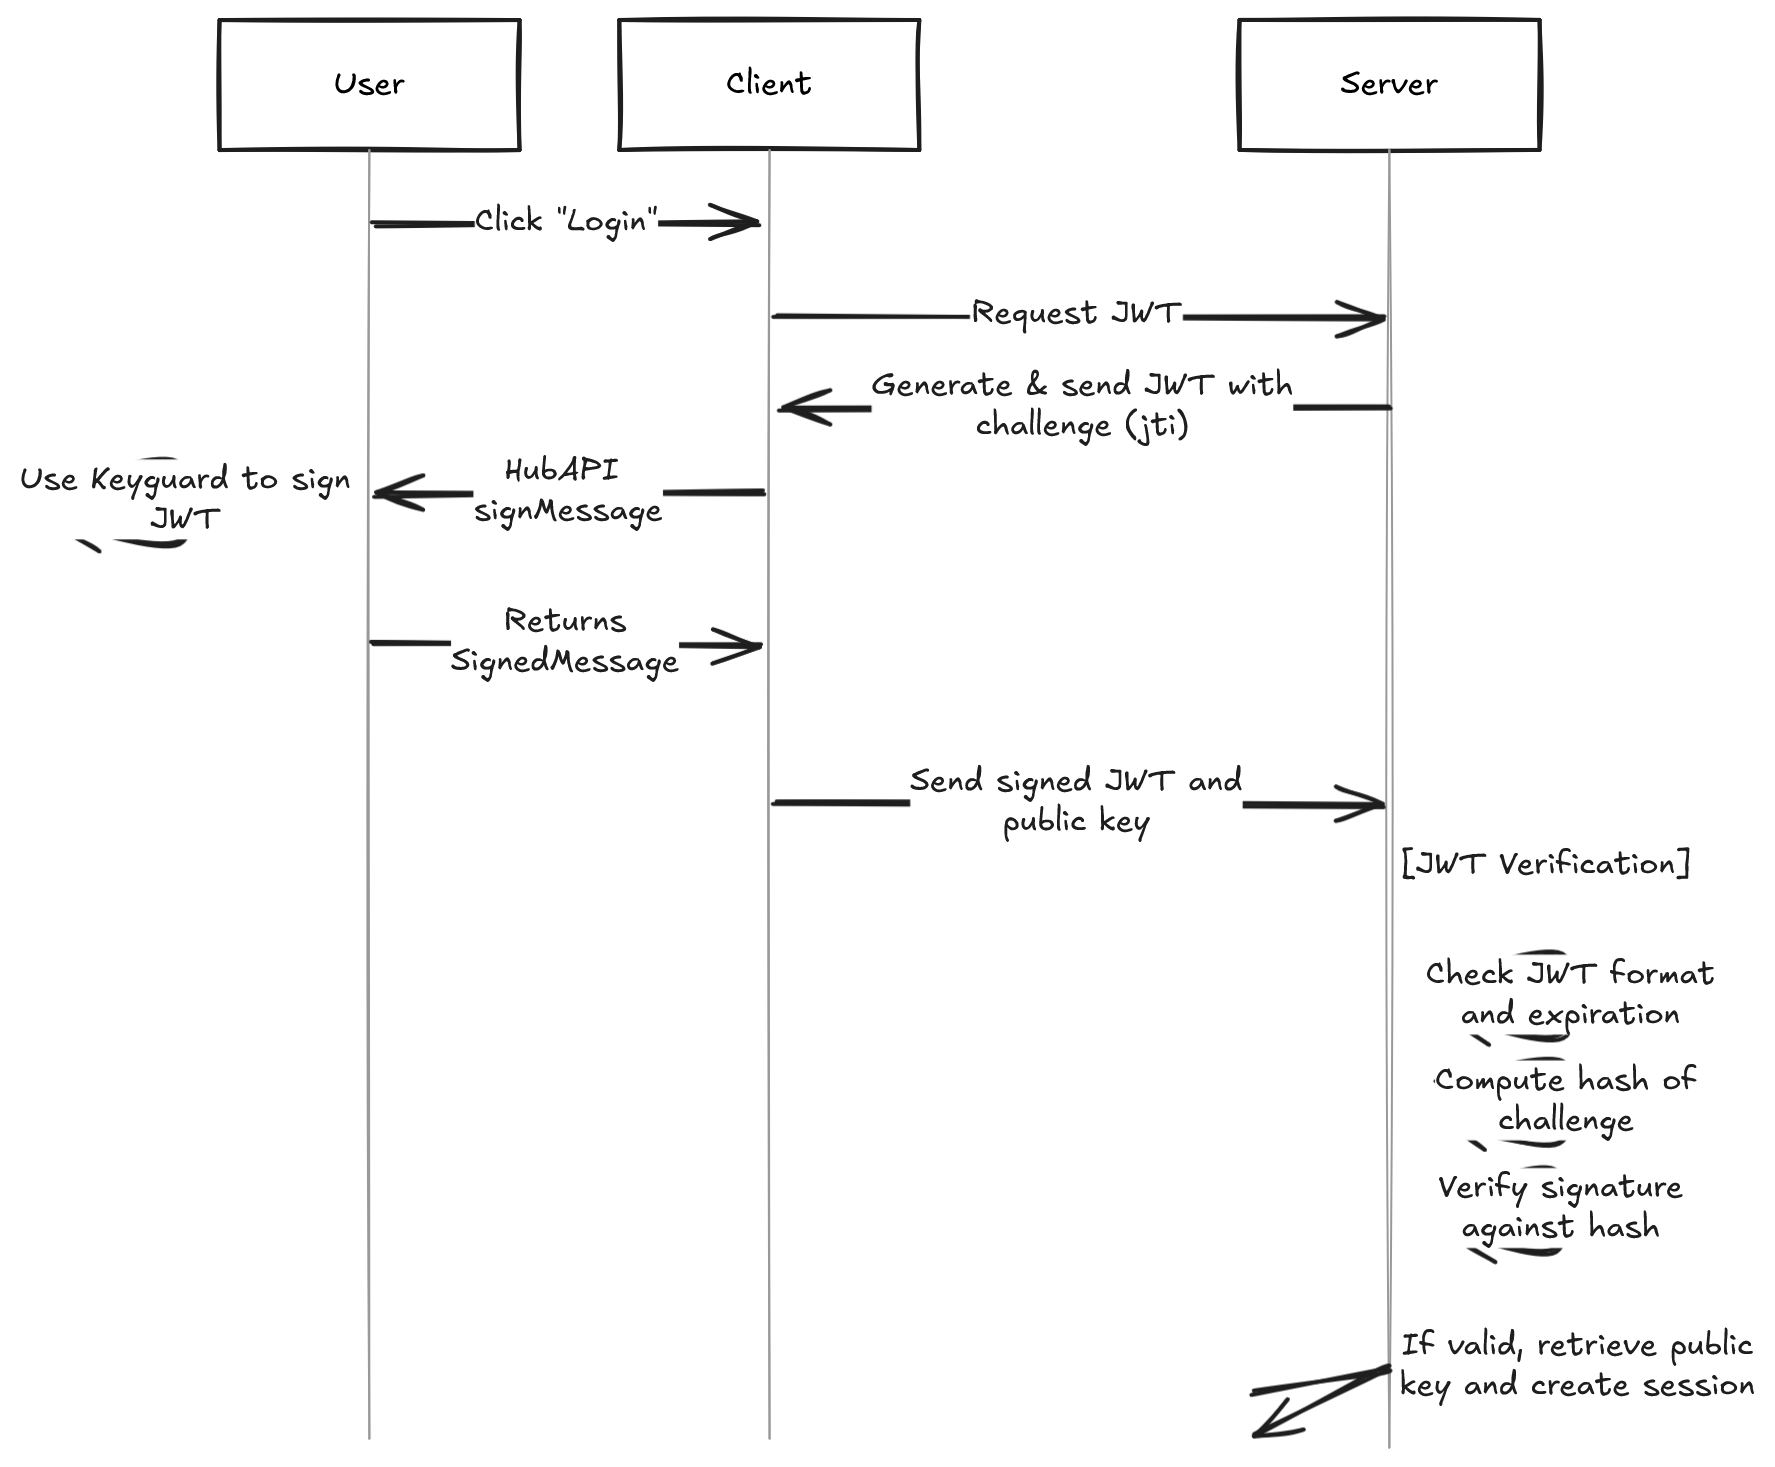 User
Client
Server
Click "Login"
Request JWT
Generate & send JWT with
challenge (jti)
HubAPI
signMessage
Use Keyguard to sign
JWT
Returns
SignedMessage
Send signed JWT and
public key
[JWT Verification]
Check JWT format
and expiration
Compute hash of
challenge
Verify signature
against hash
If valid, retrieve public
key and create session